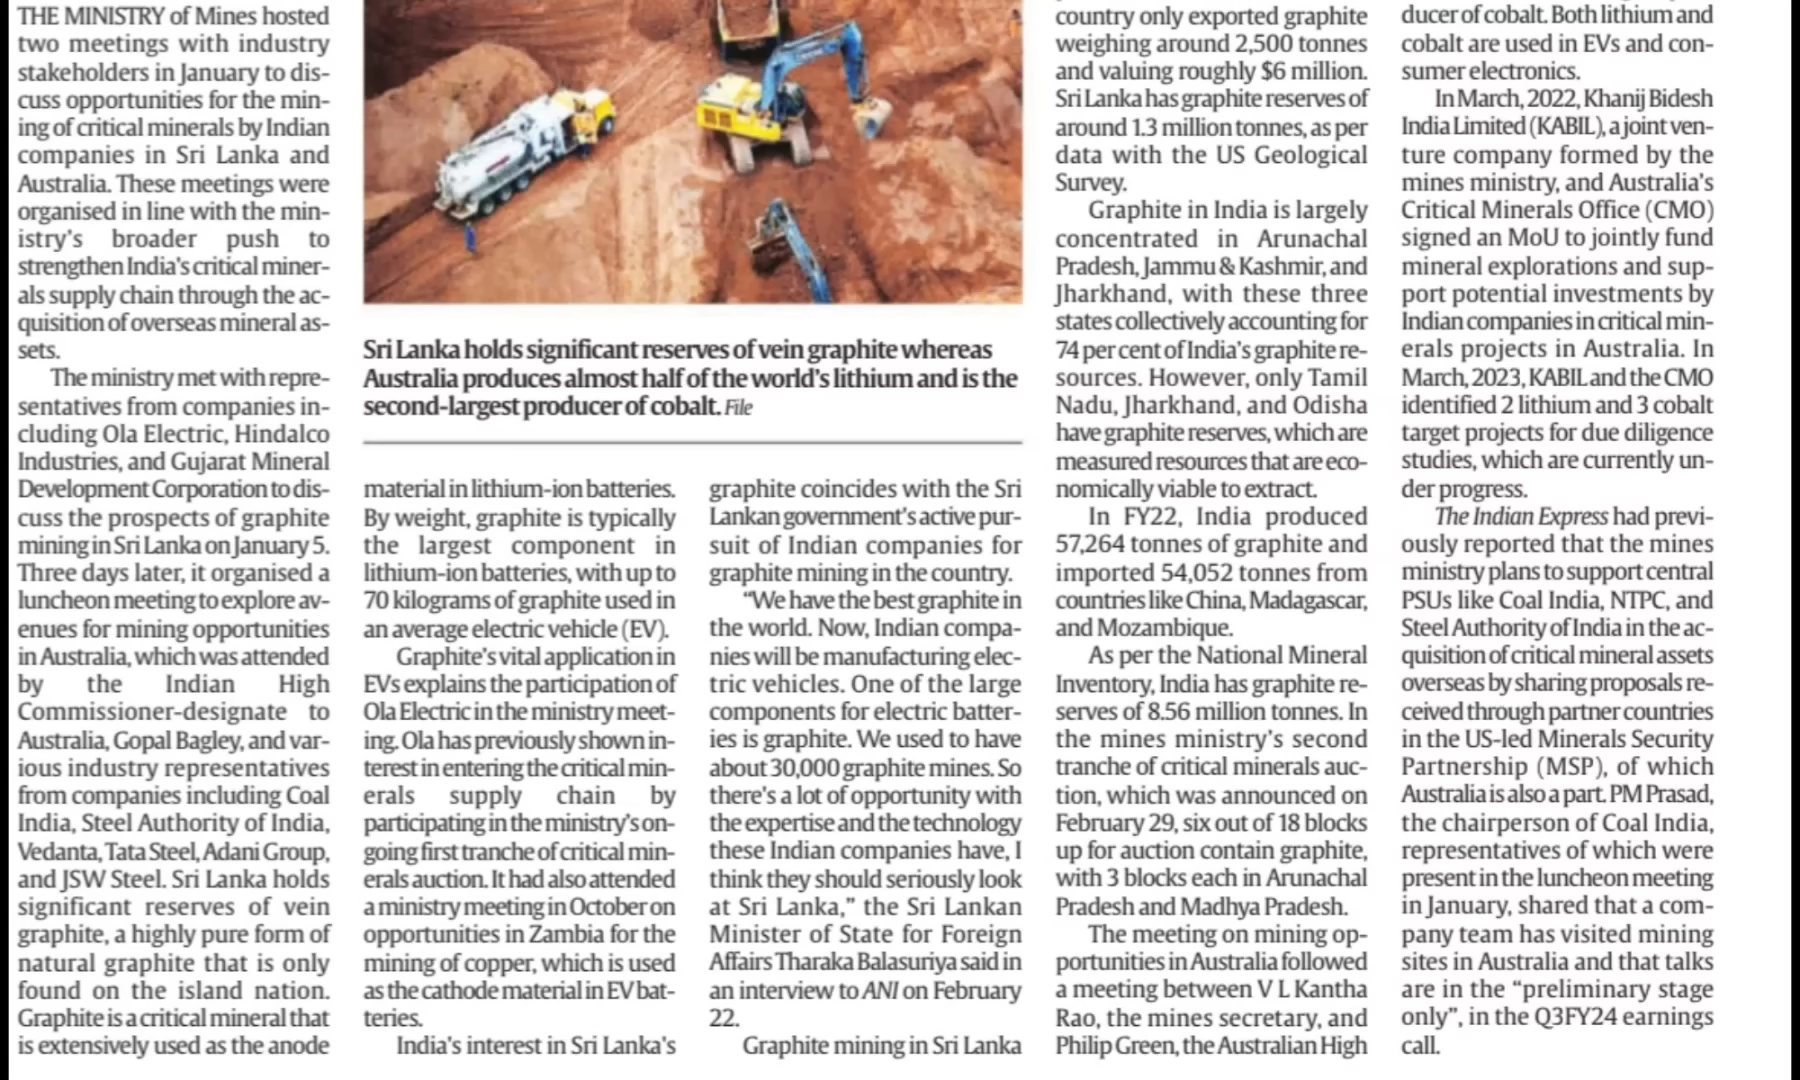 THE MINISTRY of Mines hosted
two meetings with industry
stakeholders in January to dis-
cuss opportunities for the min-
ing of critical minerals by Indian
companies in Sri Lanka and
Australia. These meetings were
organised in line with the min-
istry's broader push to
strengthen India's critical miner-
als supply chain through the ac-
quisition of overseas mineral as-
sets.
The ministry met with repre-
sentatives from companies in-
cluding Ola Electric, Hindalco
Industries, and Gujarat Mineral
Development Corporation to dis-
cuss the prospects of graphite
mining in Sri Lanka on January 5.
Three days later, it organised a
luncheon meeting to explore av-
enues for mining opportunities
in Australia, which was attended
by the Indian High
Commissioner-designate to
Australia, Gopal Bagley, and var-
ious industry representatives
from companies including Coal
India, Steel Authority of India,
Vedanta, Tata Steel, Adani Group,
and JSW Steel. Sri Lanka holds
significant reserves of vein
graphite, a highly pure form of
natural graphite that is only
found on the island nation.
Graphite is a critical mineral that
is extensively used as the anode
Sri Lanka holds significant reserves of vein graphite whereas
Australia produces almost half of the world's lithium and is the
second-largest producer of cobalt. File
material in lithium-ion batteries.
By weight, graphite is typically
the largest component in
lithium-ion batteries, with up to
70 kilograms of graphite used in
an average electric vehicle (EV).
Graphite's vital application in
EVs explains the participation of
Ola Electric in the ministry meet-
ing. Ola has previously shown in-
terest in entering the critical min-
erals supply chain by
participating in the ministry's on-
going first tranche of critical min-
erals auction. It had also attended
a ministry meeting in October on
opportunities in Zambia for the
mining of copper, which is used
as the cathode material in EV bat-
teries.
India's interest in Sri Lanka's
graphite coincides with the Sri
Lankan government's active pur-
suit of Indian companies for
graphite mining in the country.
"We have the best graphite in
the world. Now, Indian compa-
nies will be manufacturing elec-
tric vehicles. One of the large
components for electric batter-
ies is graphite. We used to have
about 30,000 graphite mines. So
there's a lot of opportunity with
the expertise and the technology
these Indian companies have, I
think they should seriously look
at Sri Lanka," the Sri Lankan
Minister of State for Foreign
Affairs Tharaka Balasuriya said in
an interview to ANI on February
22.
Graphite mining in Sri Lanka
country only exported graphite
weighing around 2,500 tonnes
and valuing roughly $6 million.
Sri Lanka has graphite reserves of
around 1.3 million tonnes, as per
data with the US Geological
Survey.
Graphite in India is largely
concentrated in Arunachal
Pradesh, Jammu & Kashmir, and
Jharkhand, with these three
states collectively accounting for
74 per cent of India's graphite re-
sources. However, only Tamil
Nadu, Jharkhand, and Odisha
have graphite reserves, which are
measured resources that are eco-
nomically viable to extract.
In FY22, India produced
57,264 tonnes of graphite and
imported 54,052 tonnes from
countries like China, Madagascar,
and Mozambique.
As per the National Mineral
Inventory, India has graphite re-
serves of 8.56 million tonnes. In
the mines ministry's second
tranche of critical minerals auc-
tion, which was announced on
February 29, six out of 18 blocks
up for auction contain graphite,
with 3 blocks each in Arunachal
Pradesh and Madhya Pradesh.
The meeting on mining op-
portunities in Australia followed
a meeting between V L Kantha
Rao, the mines secretary, and
Philip Green, the Australian High
ducer of cobalt. Both lithium and
cobalt are used in EVs and con-
sumer electronics.
In March, 2022, Khanij Bidesh
India Limited (KABIL), a joint ven-
ture company formed by the
mines ministry, and Australia's
Critical Minerals Office (CMO)
signed an MoU to jointly fund
mineral explorations and sup-
port potential investments by
Indian companies in critical min-
erals projects in Australia. In
March, 2023, KABIL and the CMO
identified 2 lithium and 3 cobalt
target projects for due diligence
studies, which are currently un-
der progress.
The Indian Express had previ-
ously reported that the mines
ministry plans to support central
PSUs like Coal India, NTPC, and
Steel Authority of India in the ac-
quisition of critical mineral assets
overseas by sharing proposals re-
ceived through partner countries
in the US-led Minerals Security
Partnership (MSP), of which
Australia is also a part. PM Prasad,
the chairperson of Coal India,
representatives of which were
present in the luncheon meeting
in January, shared that a com-
pany team has visited mining
sites in Australia and that talks
are in the "preliminary stage
only", in the Q3FY24 earnings
call.